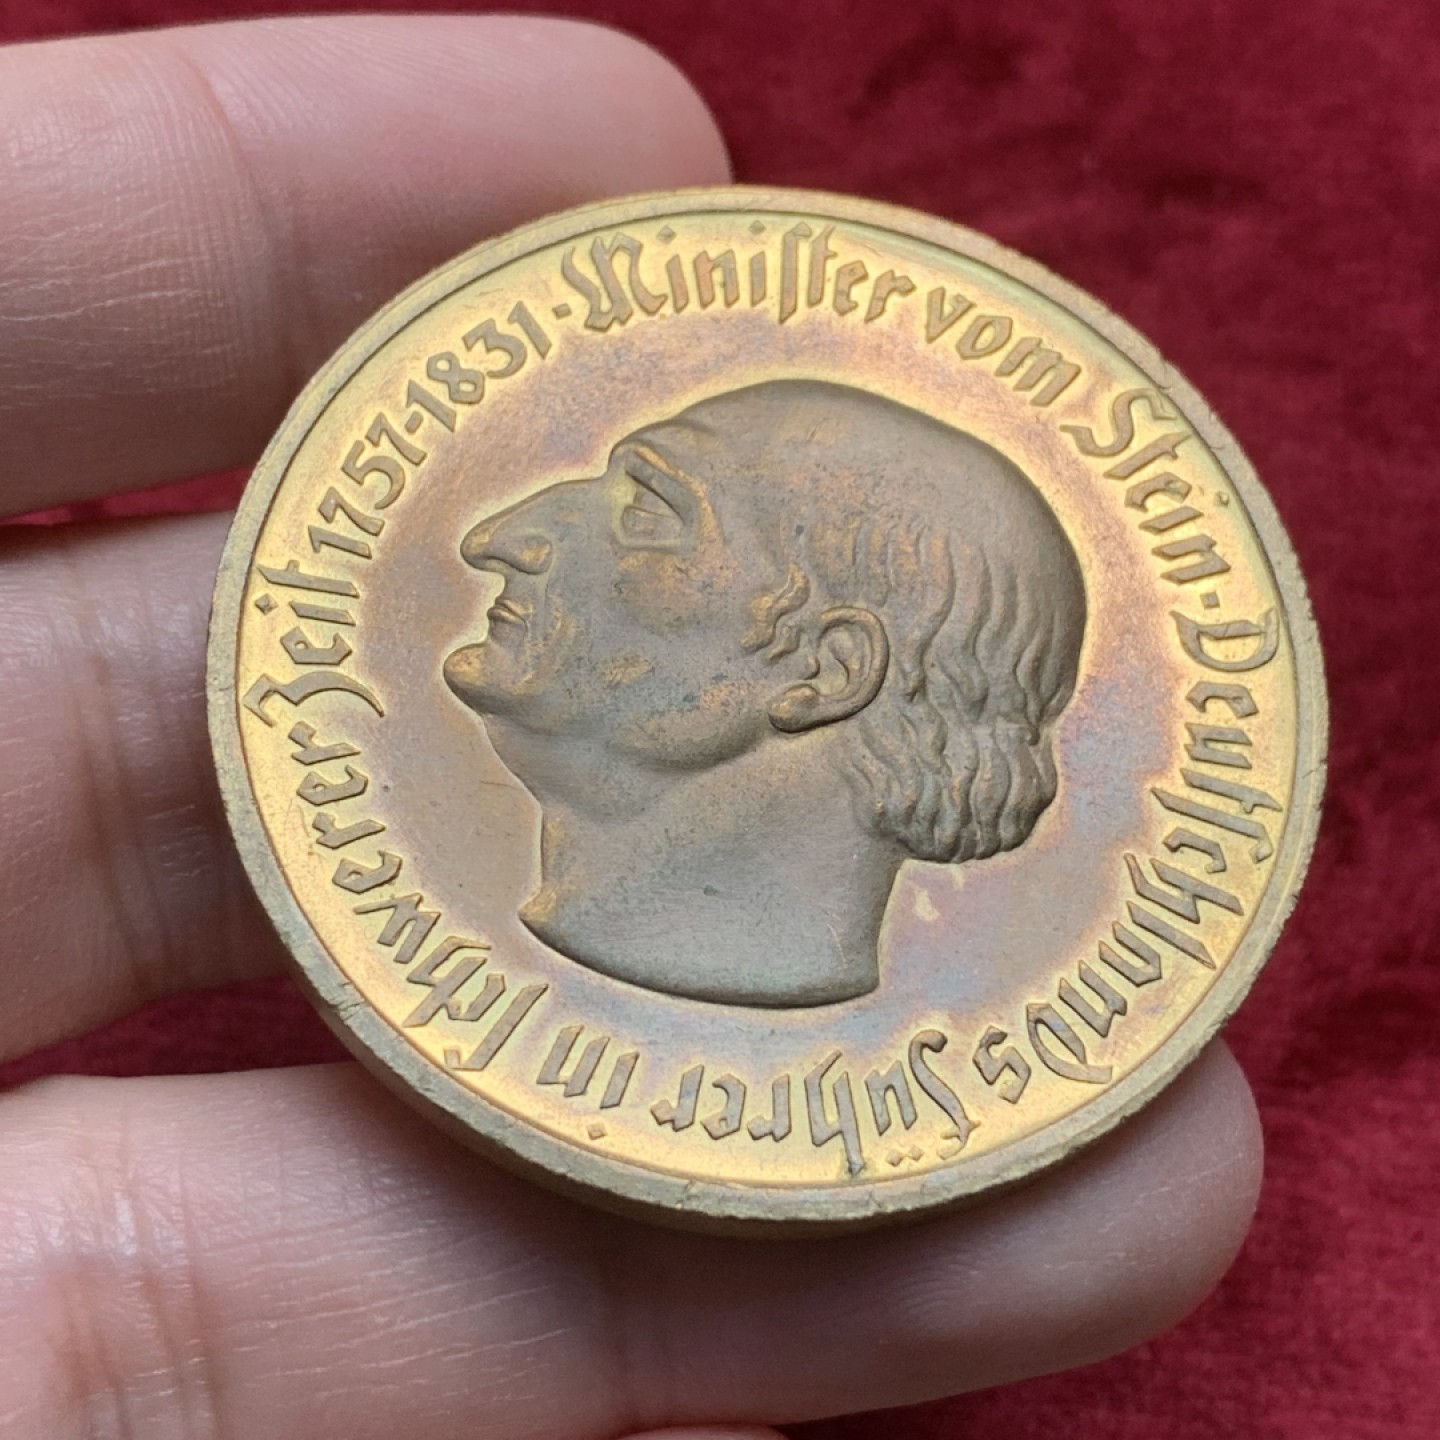 Minister vom Stein · Deutschlands Führer in schwerer Zeit 1757-1831 ·